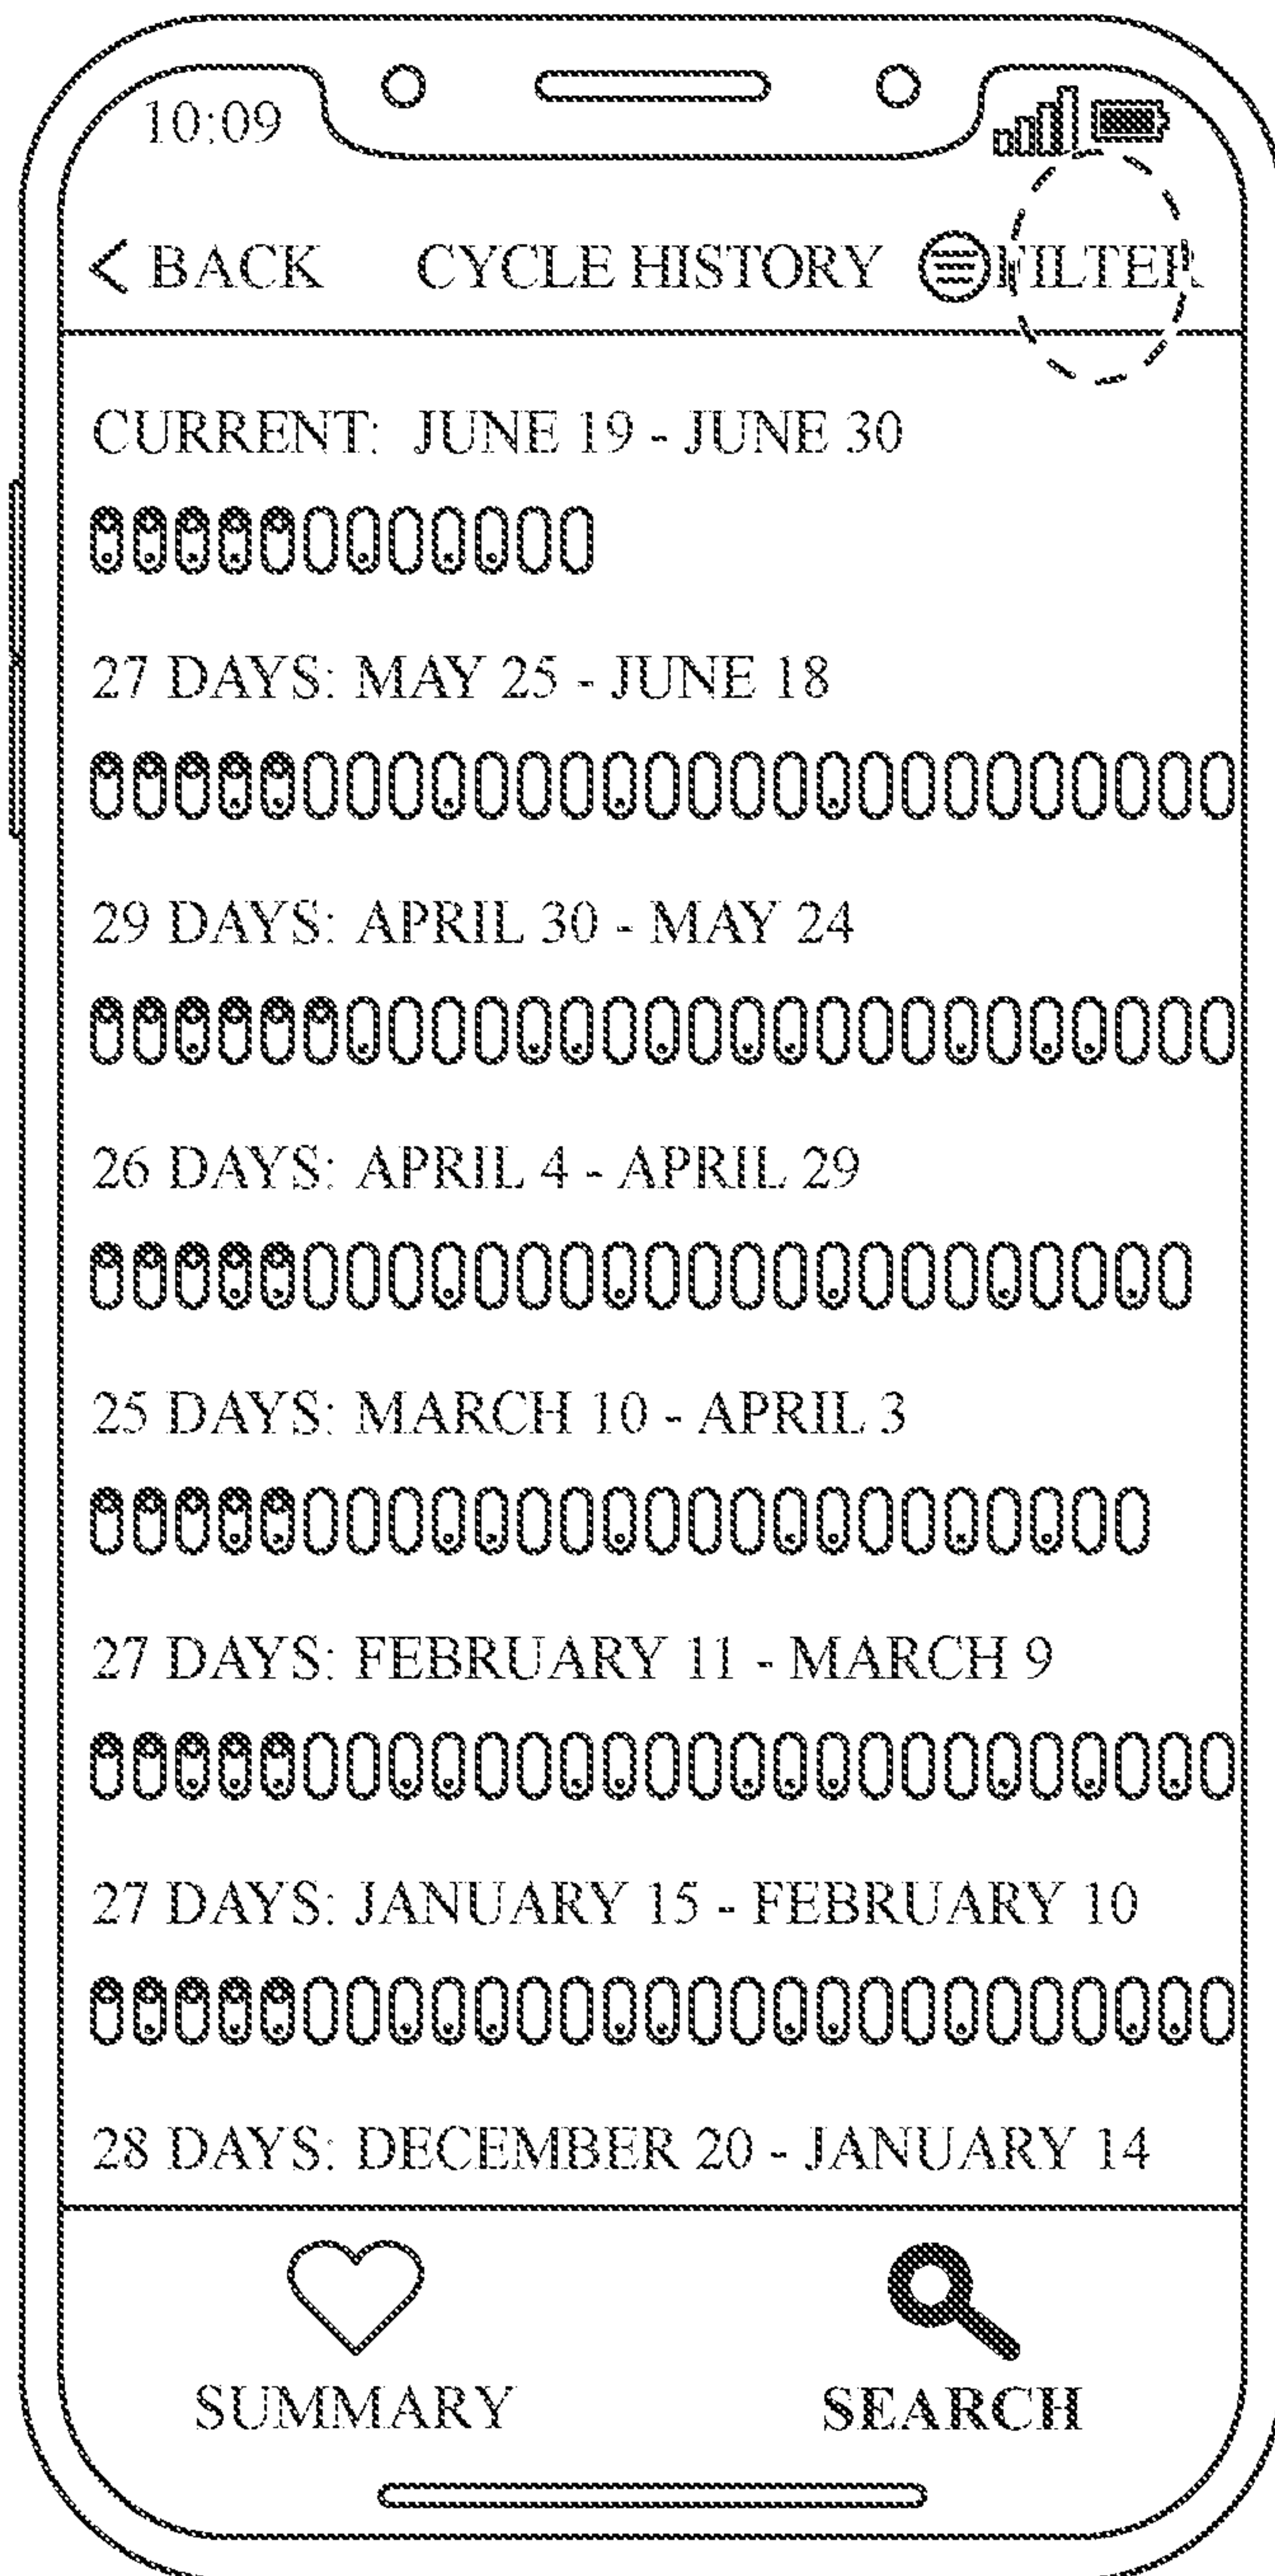 10:09
< BACK CYCLE HISTORY FILTER
CURRENT: JUNE 19 - JUNE 30
27 DAYS: MAY 25 - JUNE 18
29 DAYS: APRIL 30 - MAY 24
26 DAYS: APRIL 4 - APRIL 29
25 DAYS: MARCH 10 - APRIL 3
27 DAYS: FEBRUARY 11 - MARCH 9
27 DAYS: JANUARY 15 - FEBRUARY 10
28 DAYS: DECEMBER 20 - JANUARY 14
SUMMARY SEARCH